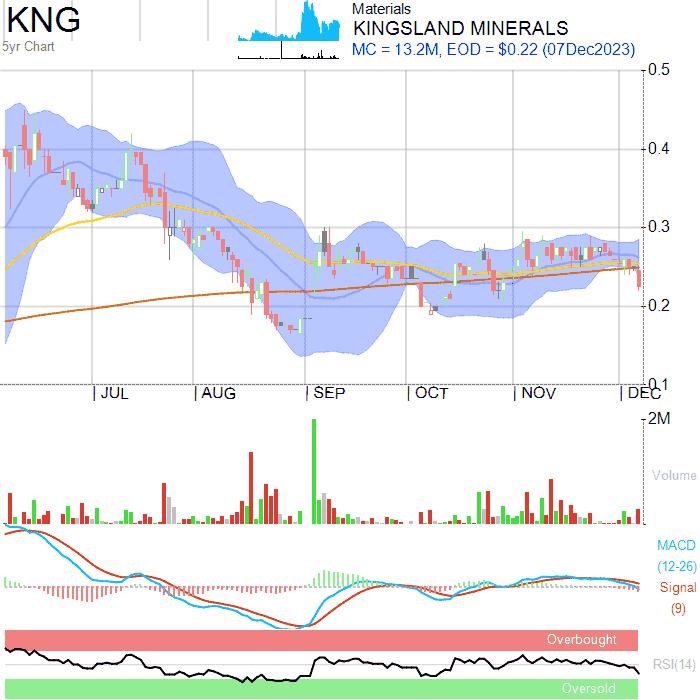 KNG
5yr Chart
Materials
KINGSLAND MINERALS
MC = 13.2M, EOD = $0.22 (07Dec2023)
0.5
0.4
0.3
0.2
0.1
JUL AUG SEP OCT NOV DEC
2M
Volume
MACD
(12-26)
Signal
(9)
Overbought
RSI(14)
Oversold